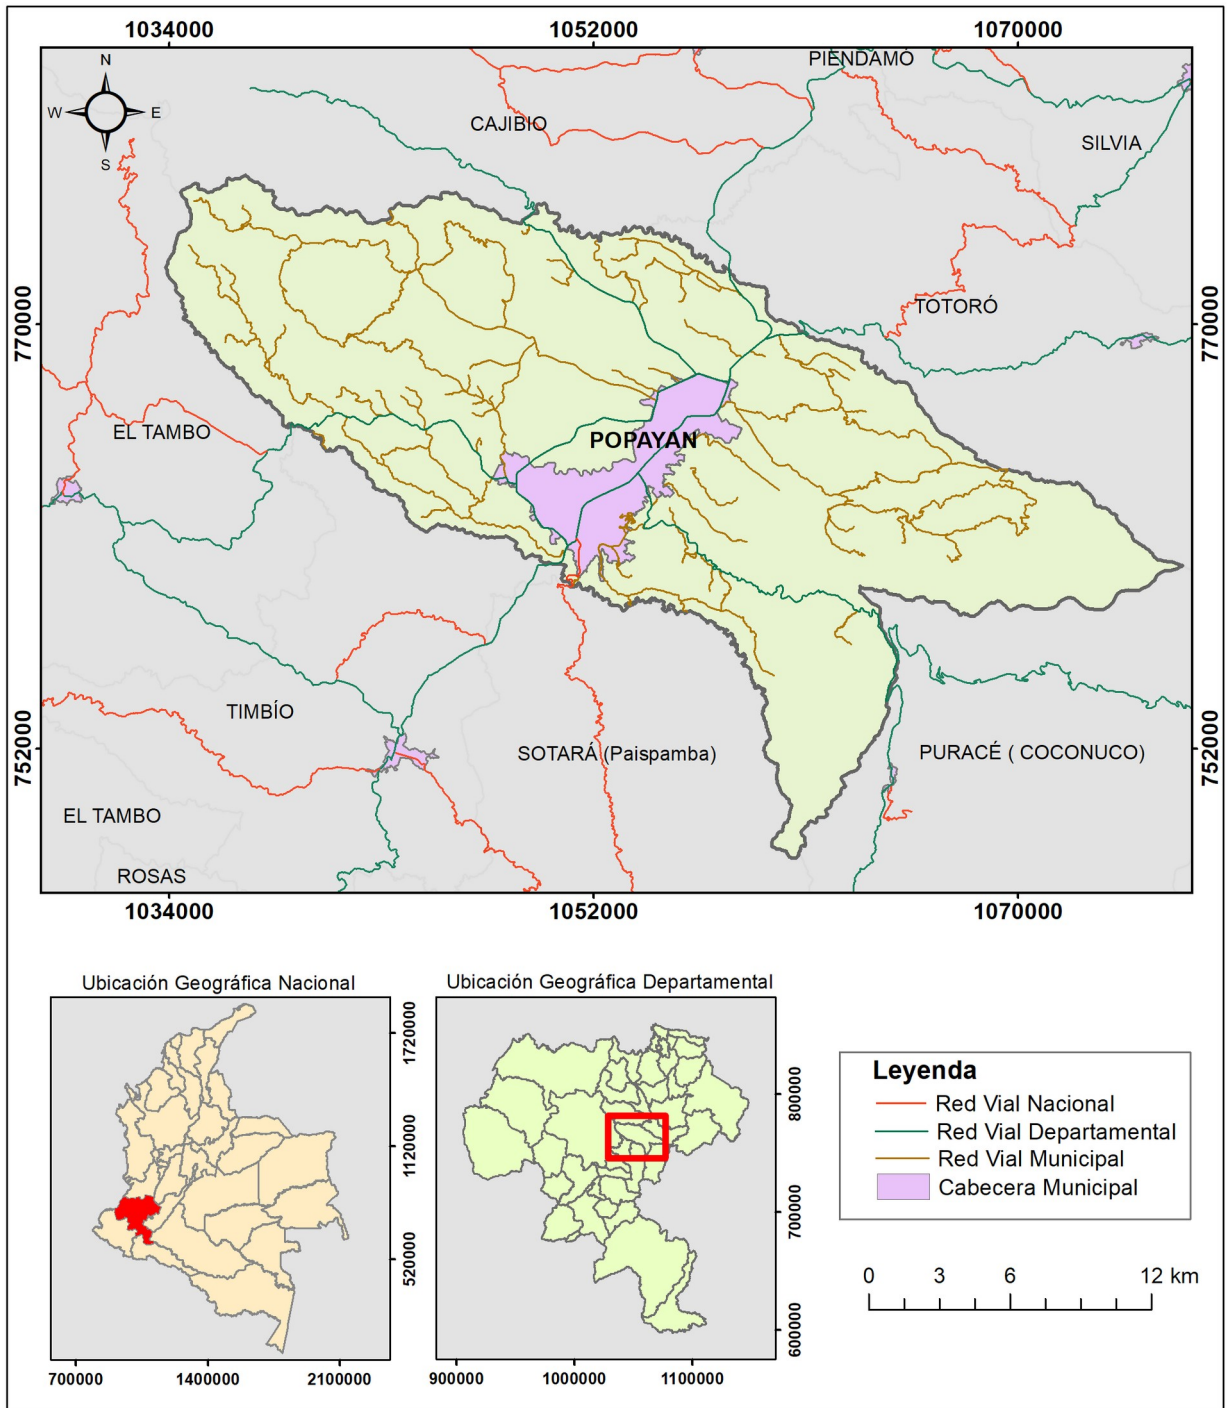 1034000 1052000 1070000
N
W E
S
PIENDAMÓ
CAJIBIO
SILVIA
770000 770000
TOTORÓ
EL TAMBO
POPAYAN
TIMBÍO
752000 752000
SOTARÁ (Paispamba)
PURACÉ ( COCONUCO)
EL TAMBO
ROSAS
1034000 1052000 1070000
Ubicación Geográfica Nacional
1720000
1120000
520000
700000 1400000 2100000
Ubicación Geográfica Departamental
800000
700000
600000
900000 1000000 1100000
Leyenda
Red Vial Nacional
Red Vial Departamental
Red Vial Municipal
Cabecera Municipal
0 3 6 12 km